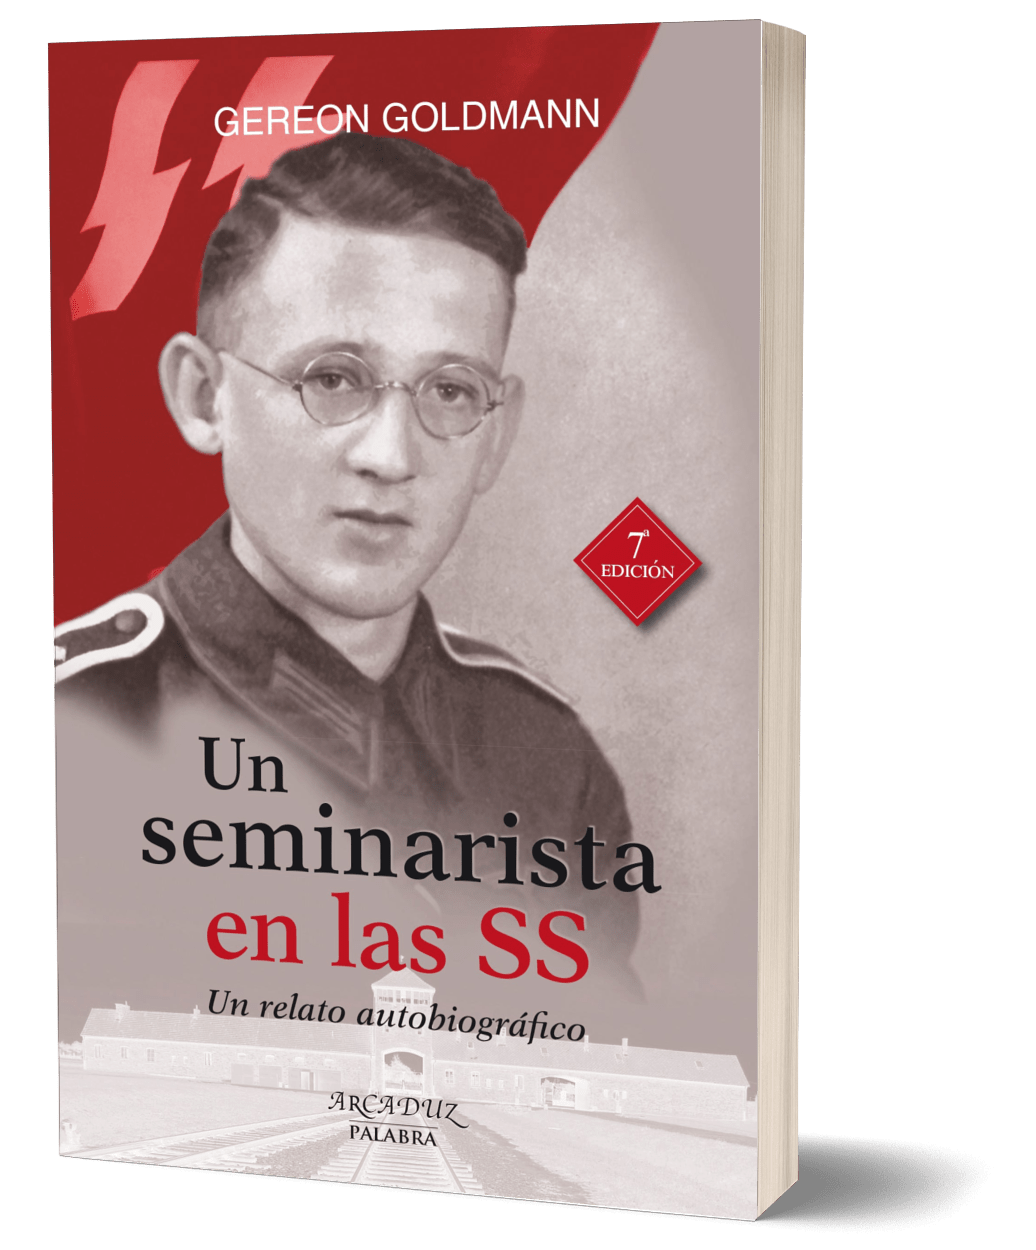 GEREON GOLDMANN
7ª
EDICIÓN
Un
seminarista
en las SS
Un relato autobiográfico
ARCADUZ
PALABRA